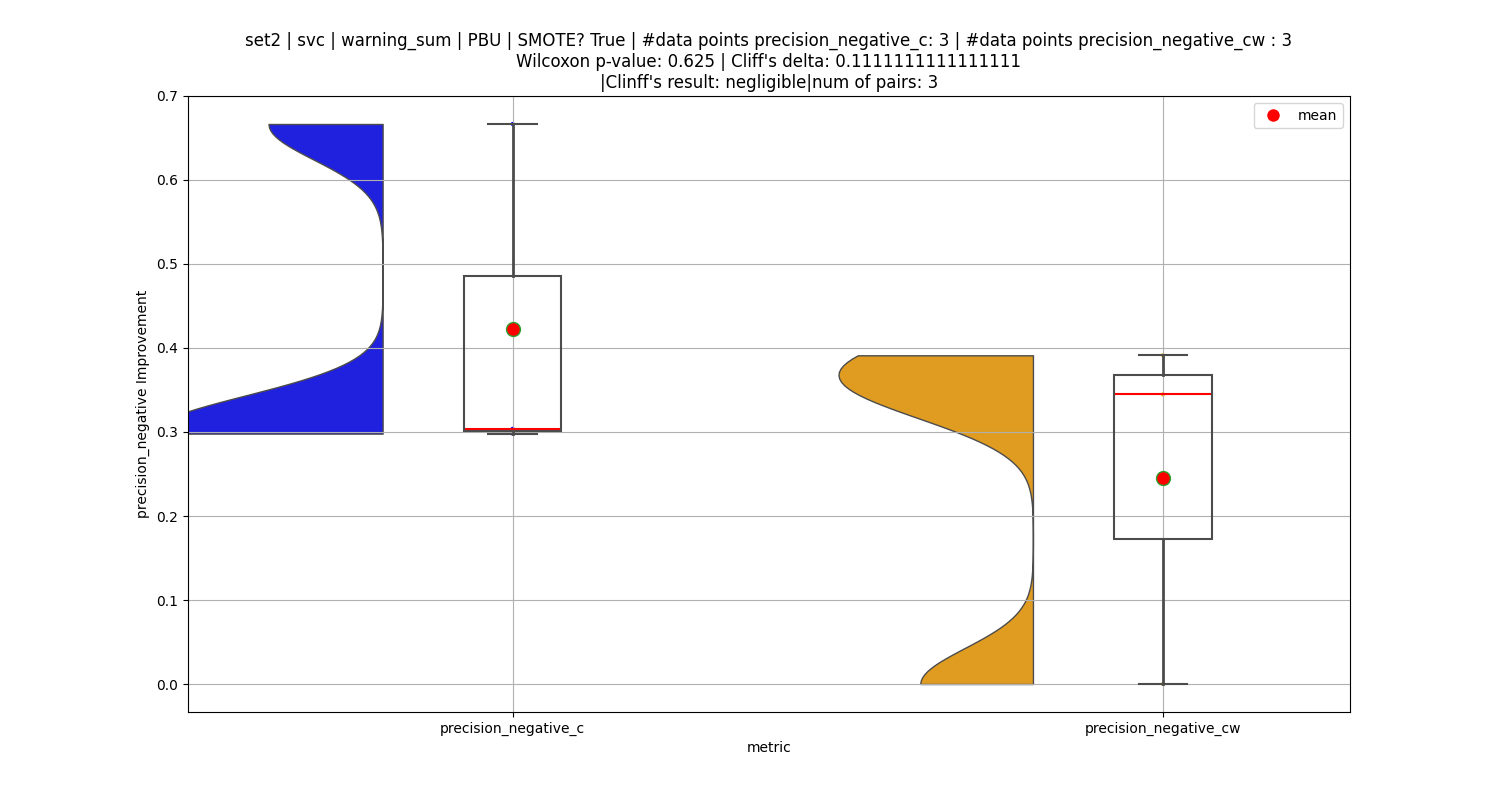 set2 | svc | warning_sum | PBU | SMOTE? True | #data points precision_negative_c: 3 | #data points precision_negative_cw : 3
Wilcoxon p-value: 0.625 | Cliff's delta: 0.1111111111111111
|Clinff's result: negligible|num of pairs: 3
mean
0.7
0.6
0.5
0.4
0.3
0.2
0.1
0.0
precision_negative Improvement
precision_negative_c
precision_negative_cw
metric